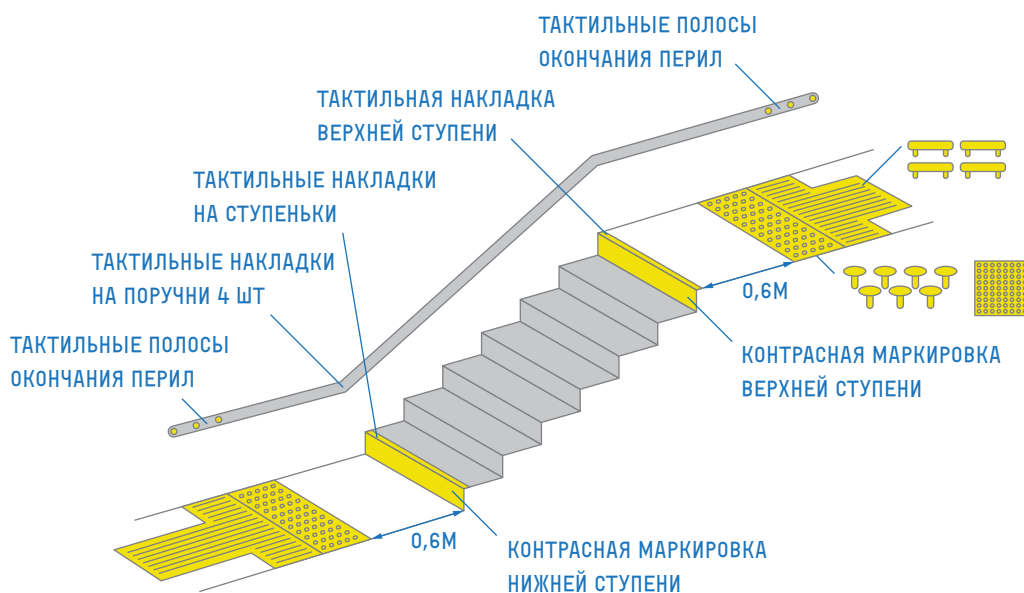 ТАКТИЛЬНЫЕ ПОЛОСЫ
ОКОНЧАНИЯ ПЕРИЛ
ТАКТИЛЬНАЯ НАКЛАДКА
ВЕРХНЕЙ СТУПЕНИ
ТАКТИЛЬНЫЕ НАКЛАДКИ
НА СТУПЕНЬКИ
ТАКТИЛЬНЫЕ НАКЛАДКИ
НА ПОРУЧНИ 4 ШТ
ТАКТИЛЬНЫЕ ПОЛОСЫ
ОКОНЧАНИЯ ПЕРИЛ
0,6М
КОНТРАСНАЯ МАРКИРОВКА
ВЕРХНЕЙ СТУПЕНИ
0,6М
КОНТРАСНАЯ МАРКИРОВКА
НИЖНЕЙ СТУПЕНИ